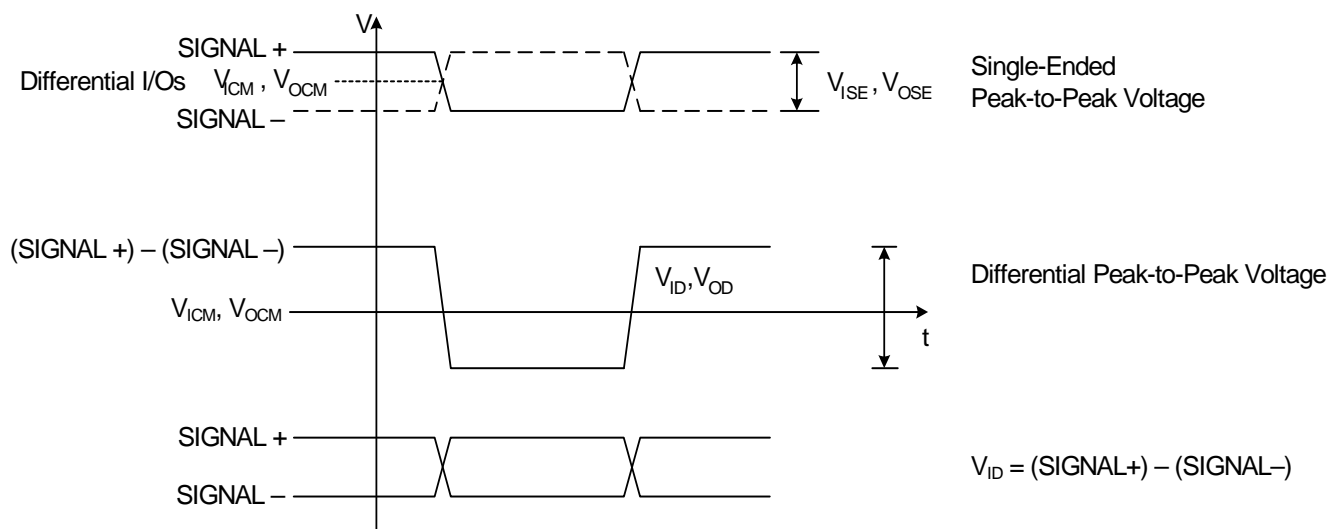 V
SIGNAL +
Differential I/Os V_ICM , V_OCM
SIGNAL –
V_ISE , V_OSE
Single-Ended
Peak-to-Peak Voltage
(SIGNAL +) – (SIGNAL –)
V_ID,V_OD
Differential Peak-to-Peak Voltage
V_ICM, V_OCM
t
SIGNAL +
SIGNAL –
V_ID = (SIGNAL+) – (SIGNAL–)